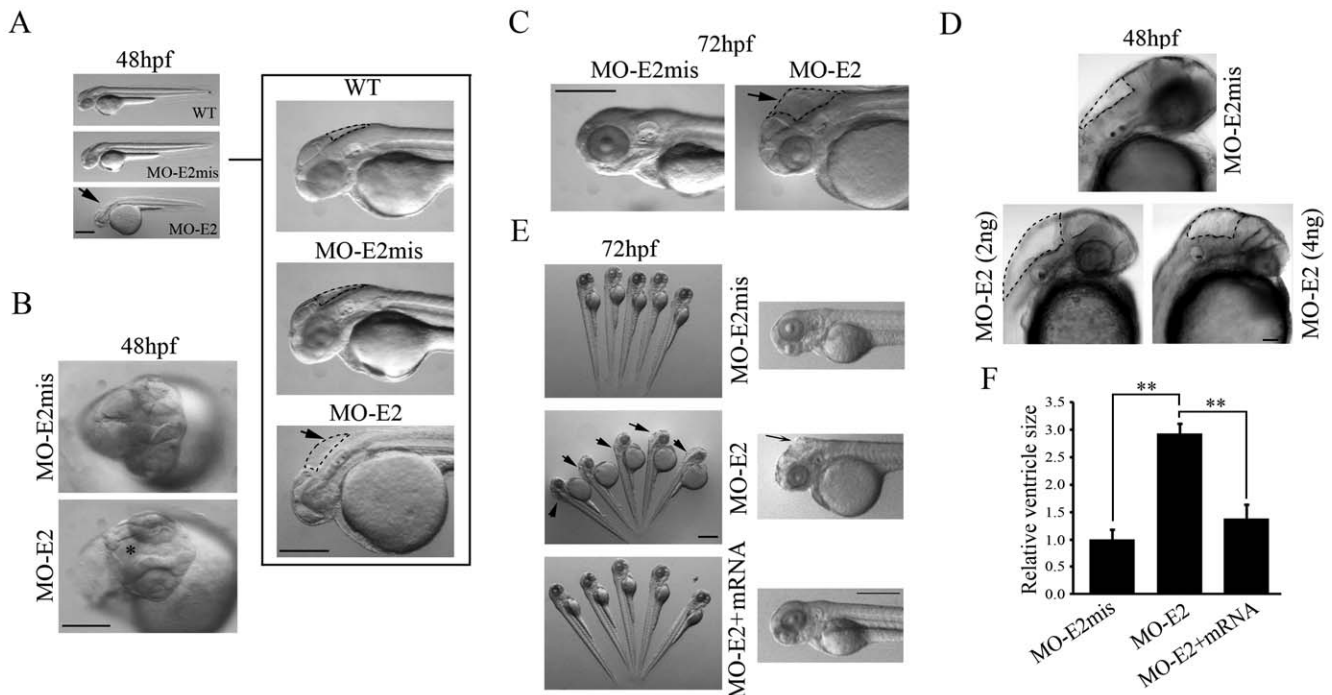 A
48hpf
WT
MO-E2mis
MO-E2
WT
MO-E2mis
MO-E2
B
48hpf
MO-E2mis
MO-E2
*
C
72hpf
MO-E2mis
MO-E2
D
48hpf
MO-E2mis
MO-E2 (2ng)
MO-E2 (4ng)
E
72hpf
MO-E2mis
MO-E2
MO-E2+mRNA
F
**
**
Relative ventricle size
3.5
3.0
2.5
2.0
1.5
1.0
0.5
0.0
MO-E2mis
MO-E2
MO-E2+mRNA